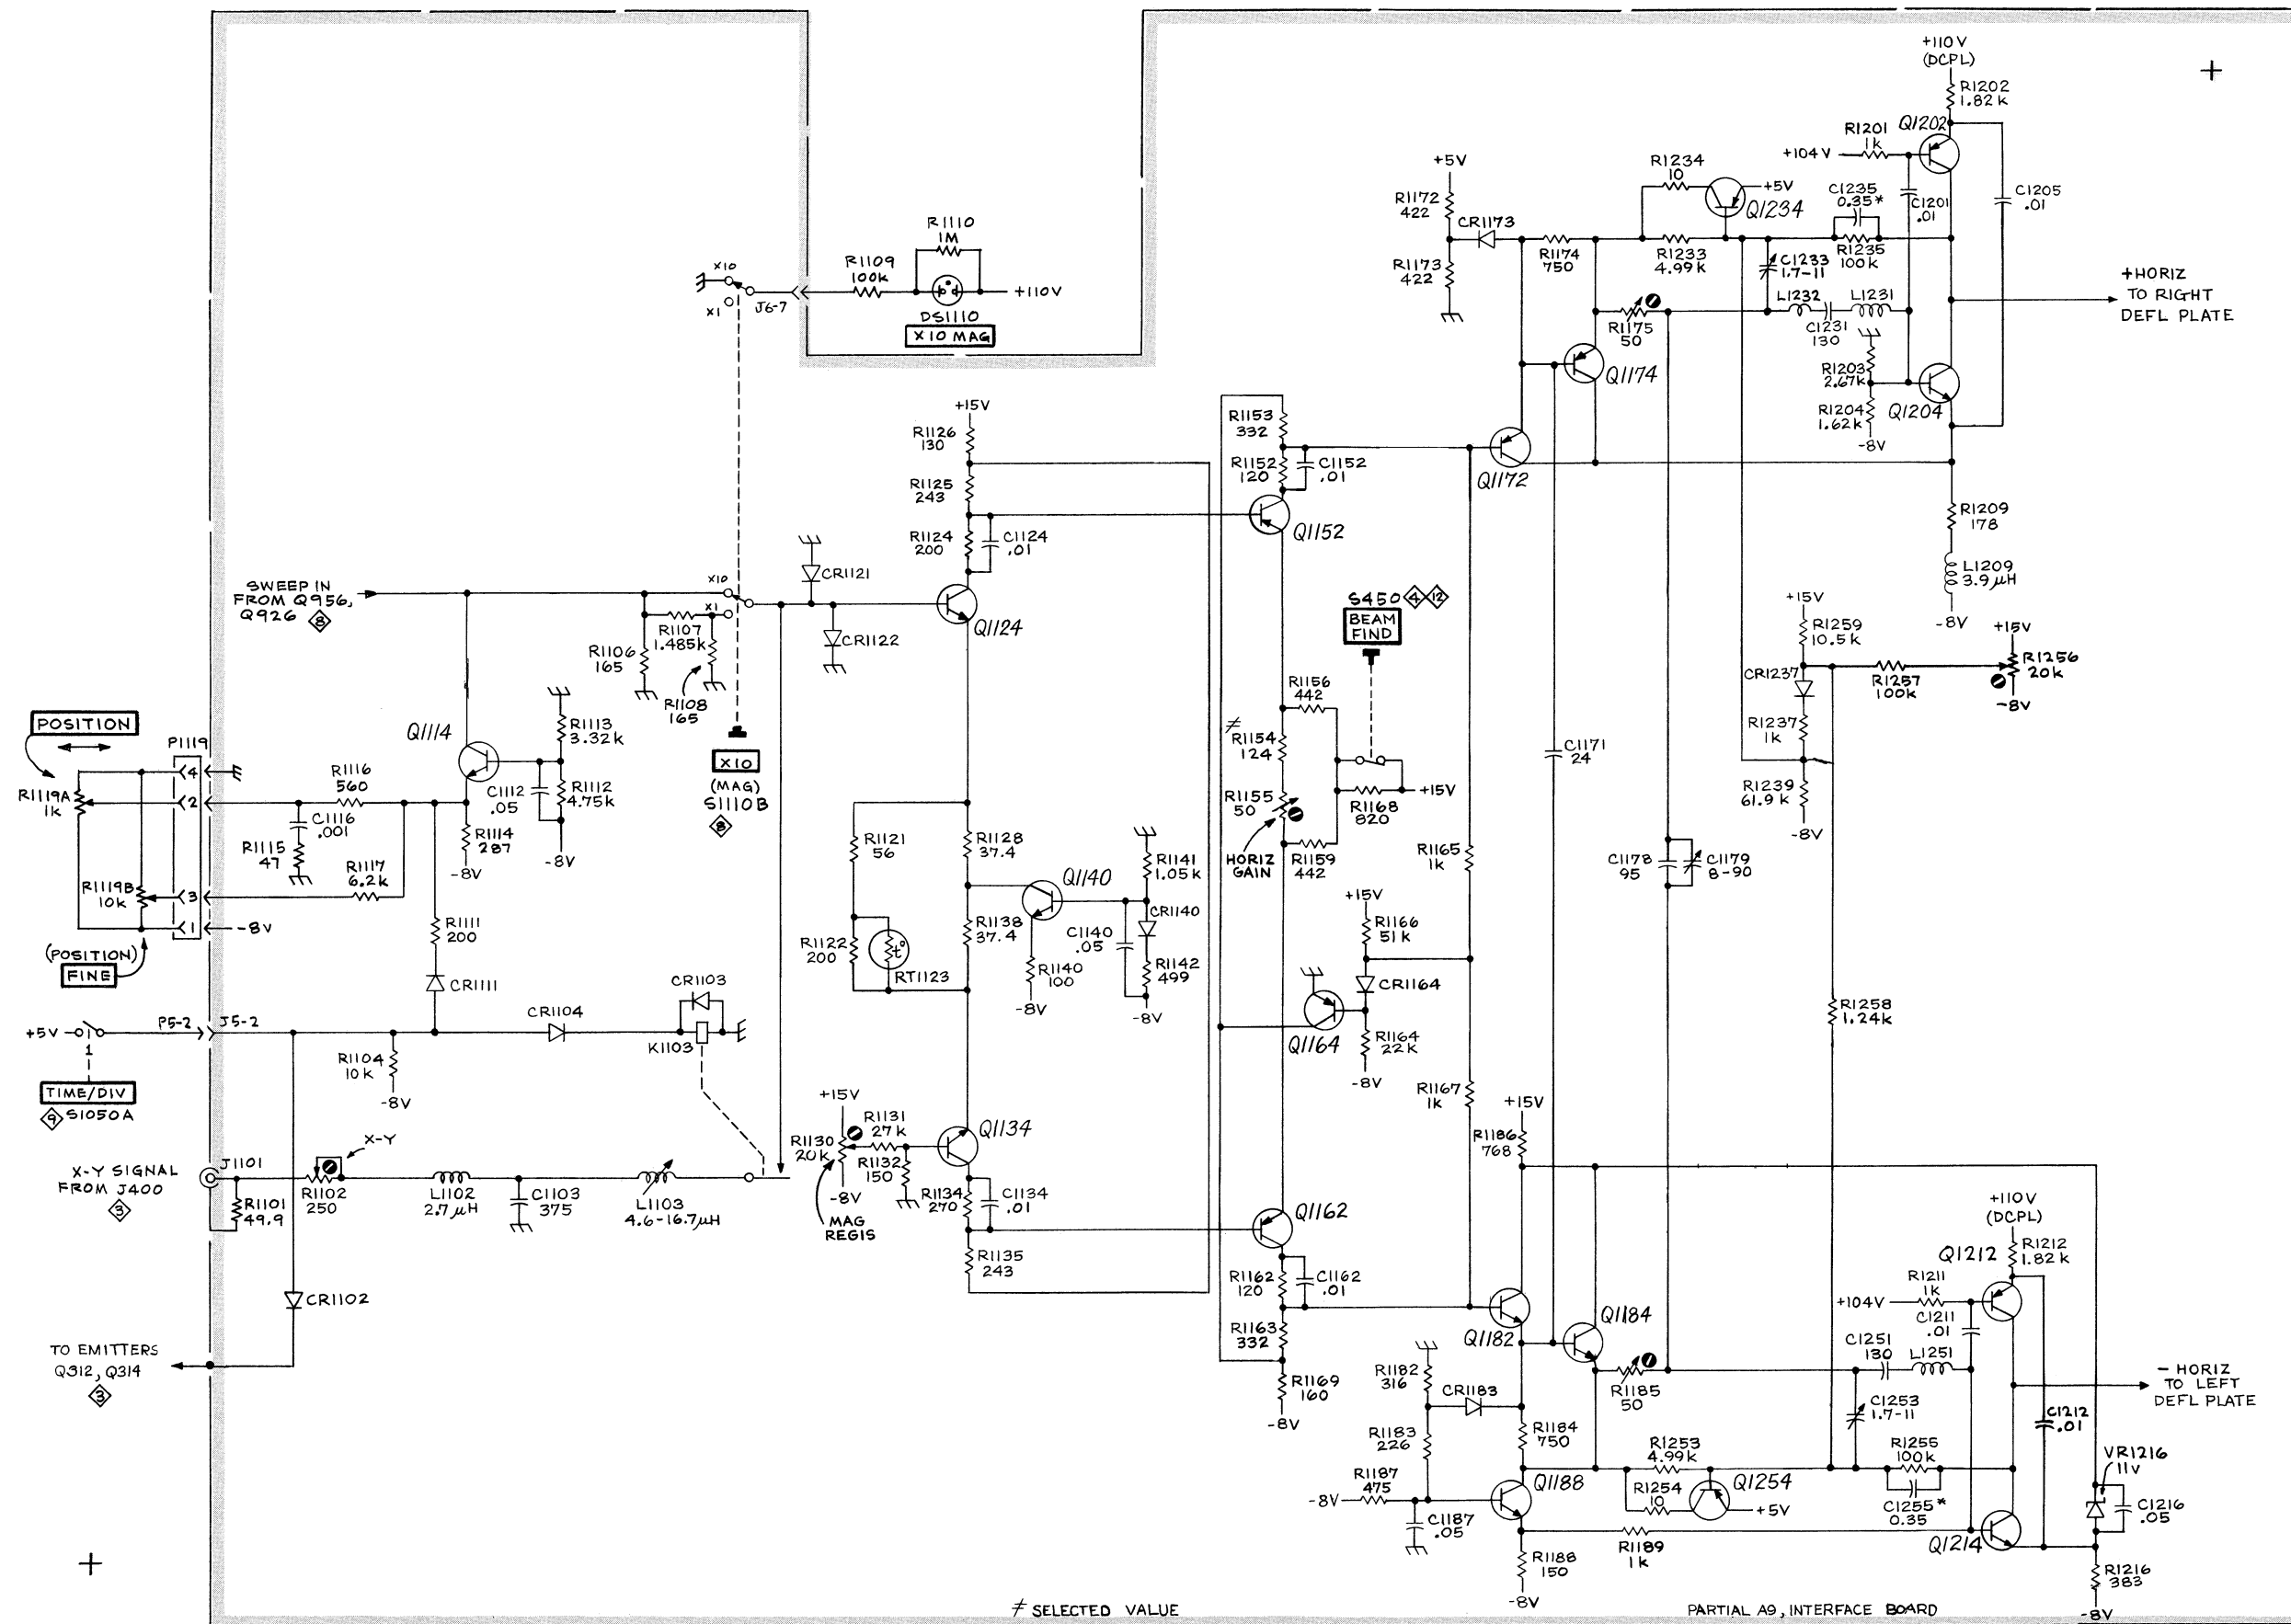 +110V
(DCPL)
R1202
1.82k
Q1202
R1201
1k
+104V
C1201
.01
C1205
.01
+5V
R1172
422
CR1173
R1173
422
R1174
750
R1234
10
+5V
Q1234
R1233
4.99k
C1235
0.35*
R1235
100k
C1233
1.7-11
L1232
C1231
130
L1231
R1175
50
Q1174
R1203
2.67k
R1204
1.62k
-8V
Q1204
+HORIZ
TO RIGHT
DEFL PLATE
R1110
1M
R1109
100k
DS1110
X10 MAG
+110V
X10
X1
J6-7
+15V
R1126
130
R1125
243
R1124
200
C1124
.01
R1153
332
R1152
120
C1152
.01
Q1152
Q1172
R1209
178
L1209
3.9µH
-8V
SWEEP IN
FROM Q956,
Q926
8
X10
X1
R1107
1.485k
R1106
165
R1108
165
CR1121
CR1122
Q1124
S450
4
12
BEAM
FIND
+15V
R1259
10.5k
CR1237
R1257
100k
+15V
R1256
20k
-8V
R1237
1k
R1239
61.9k
-8V
POSITION
P1119
4
2
3
1
R1119A
1k
R1119B
10k
(POSITION)
FINE
-8V
R1116
560
C1116
.001
R1115
47
R1117
6.2k
Q1114
R1113
3.32k
C1112
.05
R1112
4.75k
-8V
R1114
287
-8V
R1111
200
CR1111
X10
(MAG)
S1110B
8
R1156
442
≠
R1154
124
R1155
50
HORIZ
GAIN
R1159
442
R1168
820
+15V
C1171
24
R1121
56
R1128
37.4
R1122
200
RT1123
t°
R1138
37.4
Q1140
R1140
100
-8V
R1141
1.05k
C1140
.05
CR1140
R1142
499
-8V
R1165
1k
+15V
R1166
51k
CR1164
Q1164
R1164
22k
-8V
R1167
1k
C1178
95
C1179
8-90
R1258
1.24k
+5V
1
P5-2
J5-2
TIME/DIV
9
S1050A
R1104
10k
-8V
CR1104
CR1103
K1103
X-Y SIGNAL
FROM J400
3
J1101
R1101
49.9
X-Y
R1102
250
L1102
2.7µH
C1103
375
L1103
4.6-16.7µH
+15V
R1130
20k
-8V
MAG
REGIS
R1131
27k
R1132
150
Q1134
R1134
270
C1134
.01
R1135
243
Q1162
R1162
120
C1162
.01
R1163
332
R1169
160
-8V
+15V
R1186
768
Q1182
Q1184
R1185
50
R1182
316
CR1183
R1183
226
R1184
750
R1187
475
-8V
C1187
.05
Q1188
R1188
150
-8V
R1189
1k
R1253
4.99k
R1254
10
Q1254
+5V
+110V
(DCPL)
R1212
1.82k
Q1212
R1211
1k
+104V
C1211
.01
C1251
130
L1251
C1253
1.7-11
R1255
100k
C1255*
0.35
C1212
.01
Q1214
VR1216
11V
C1216
.05
R1216
383
-8V
- HORIZ
TO LEFT
DEFL PLATE
CR1102
TO EMITTERS
Q312, Q314
3
≠ SELECTED VALUE
PARTIAL A9, INTERFACE BOARD